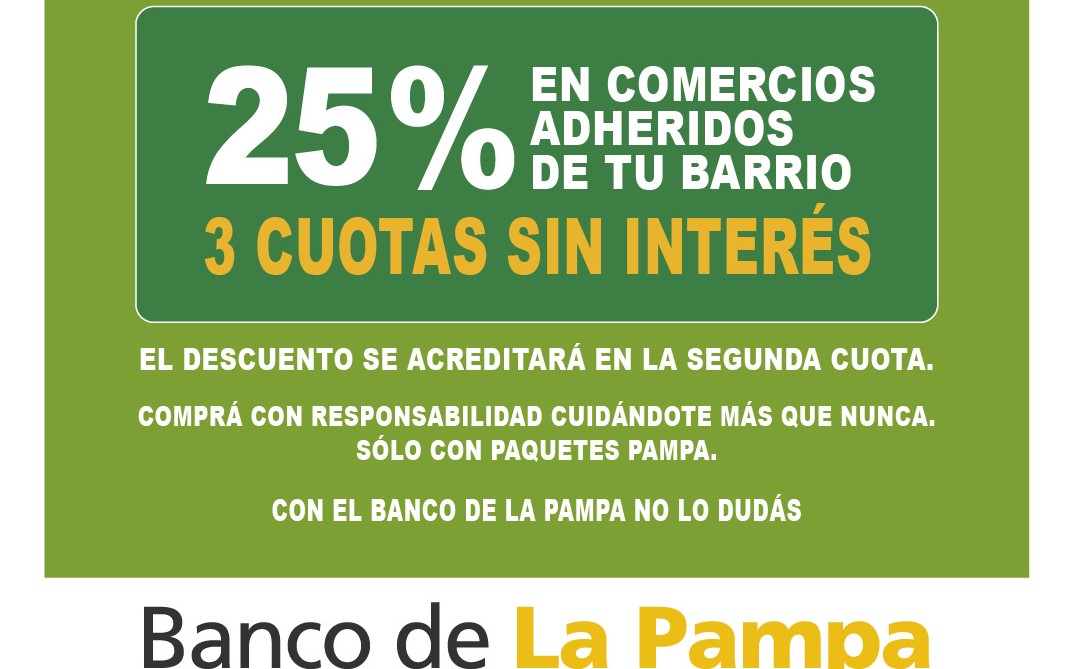 25% EN COMERCIOS
ADHERIDOS
DE TU BARRIO
3 CUOTAS SIN INTERÉS
EL DESCUENTO SE ACREDITARÁ EN LA SEGUNDA CUOTA.
COMPRÁ CON RESPONSABILIDAD CUIDÁNDOTE MÁS QUE NUNCA.
SÓLO CON PAQUETES PAMPA.
CON EL BANCO DE LA PAMPA NO LO DUDÁS
Banco de La Pampa